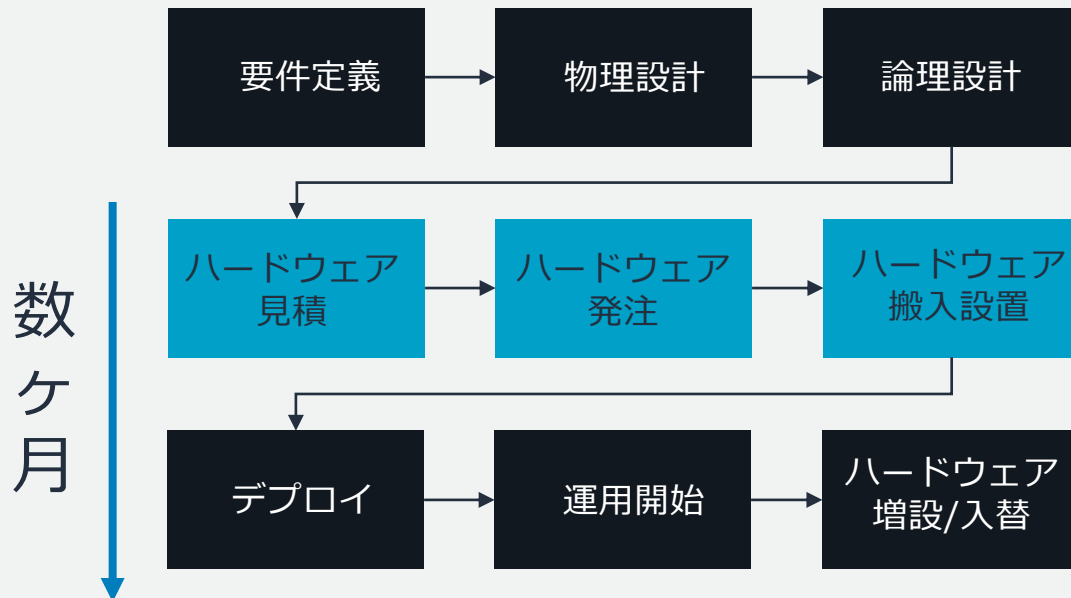 要件定義
物理設計
論理設計
数ヶ月
ハードウェア
見積
ハードウェア
発注
ハードウェア
搬入設置
デプロイ
運用開始
ハードウェア
増設/入替